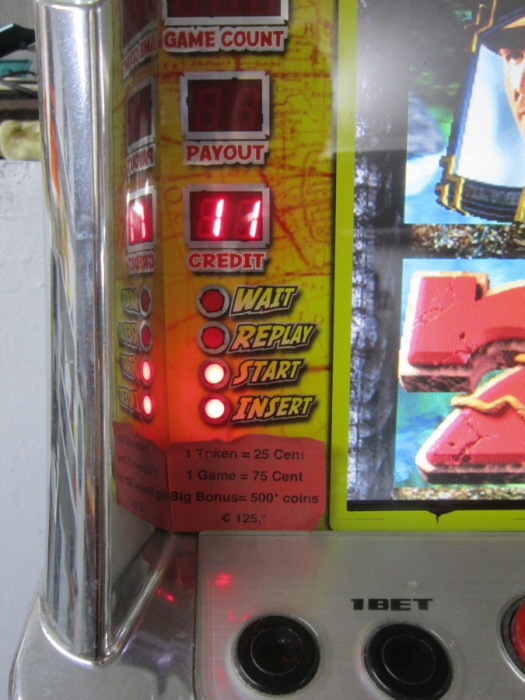 GAME COUNT
PAYOUT
11
CREDIT
WAIT
REPLAY
START
INSERT
1 Token = 25 Cent
1 Game = 75 Cent
Big Bonus= 500* coins
€ 125,-
1BET